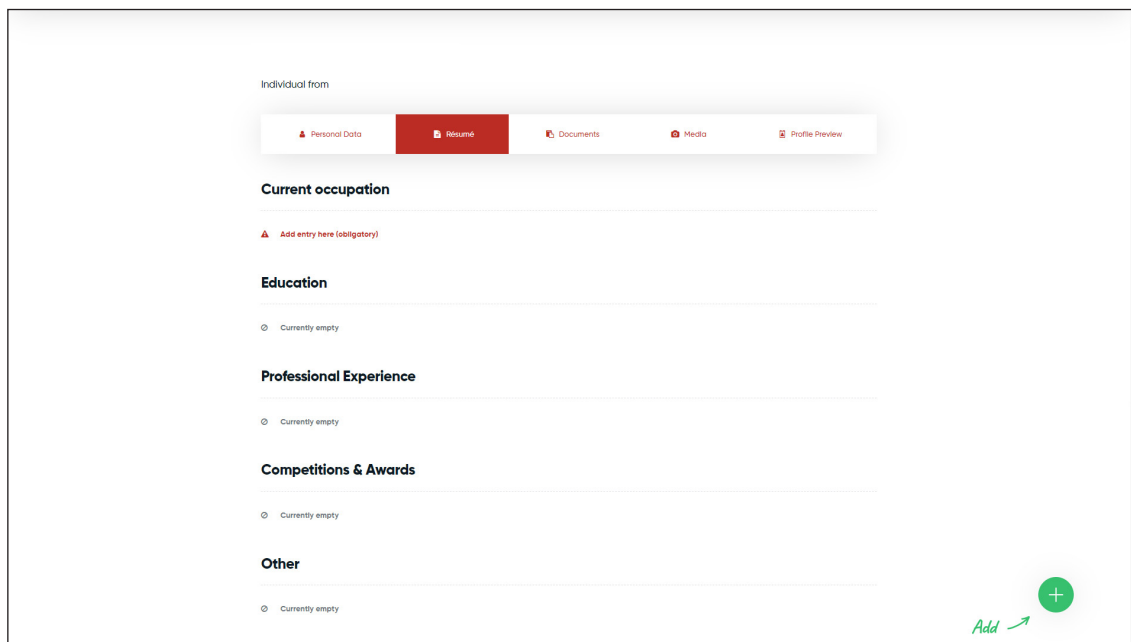 Individual from
Personal Data Résumé Documents Media Profile Preview
Current occupation
Add entry here (obligatory)
Education
Currently empty
Professional Experience
Currently empty
Competitions & Awards
Currently empty
Other
Currently empty
Add